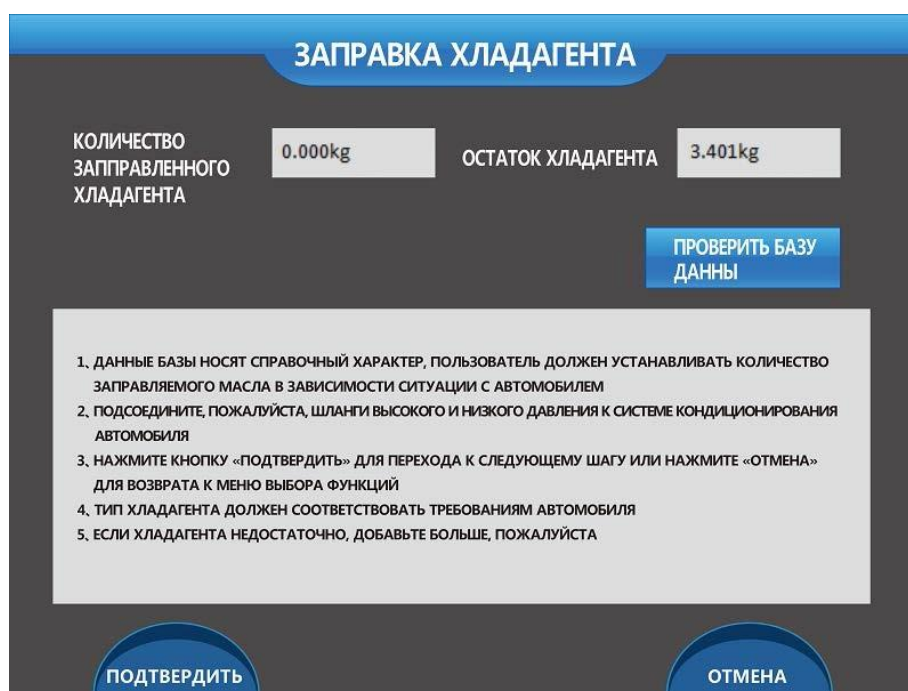 ЗАПРАВКА ХЛАДАГЕНТА
КОЛИЧЕСТВО
ЗАППРАВЛЕННОГО
ХЛАДАГЕНТА
0.000kg
ОСТАТОК ХЛАДАГЕНТА
3.401kg
ПРОВЕРИТЬ БАЗУ
ДАННЫ
1、ДАННЫЕ БАЗЫ НОСЯТ СПРАВОЧНЫЙ ХАРАКТЕР, ПОЛЬЗОВАТЕЛЬ ДОЛЖЕН УСТАНАВЛИВАТЬ КОЛИЧЕСТВО
ЗАПРАВЛЯЕМОГО МАСЛА В ЗАВИСИМОСТИ СИТУАЦИИ С АВТОМОБИЛЕМ
2、ПОДСОЕДИНИТЕ, ПОЖАЛУЙСТА, ШЛАНГИ ВЫСОКОГО И НИЗКОГО ДАВЛЕНИЯ К СИСТЕМЕ КОНДИЦИОНИРОВАНИЯ
АВТОМОБИЛЯ
3、НАЖМИТЕ КНОПКУ «ПОДТВЕРДИТЬ» ДЛЯ ПЕРЕХОДА К СЛЕДУЮЩЕМУ ШАГУ ИЛИ НАЖМИТЕ «ОТМЕНА»
ДЛЯ ВОЗВРАТА К МЕНЮ ВЫБОРА ФУНКЦИЙ
4、ТИП ХЛАДАГЕНТА ДОЛЖЕН СООТВЕТСТВОВАТЬ ТРЕБОВАНИЯМ АВТОМОБИЛЯ
5、ЕСЛИ ХЛАДАГЕНТА НЕДОСТАТОЧНО, ДОБАВЬТЕ БОЛЬШЕ, ПОЖАЛУЙСТА
ПОДТВЕРДИТЬ
ОТМЕНА